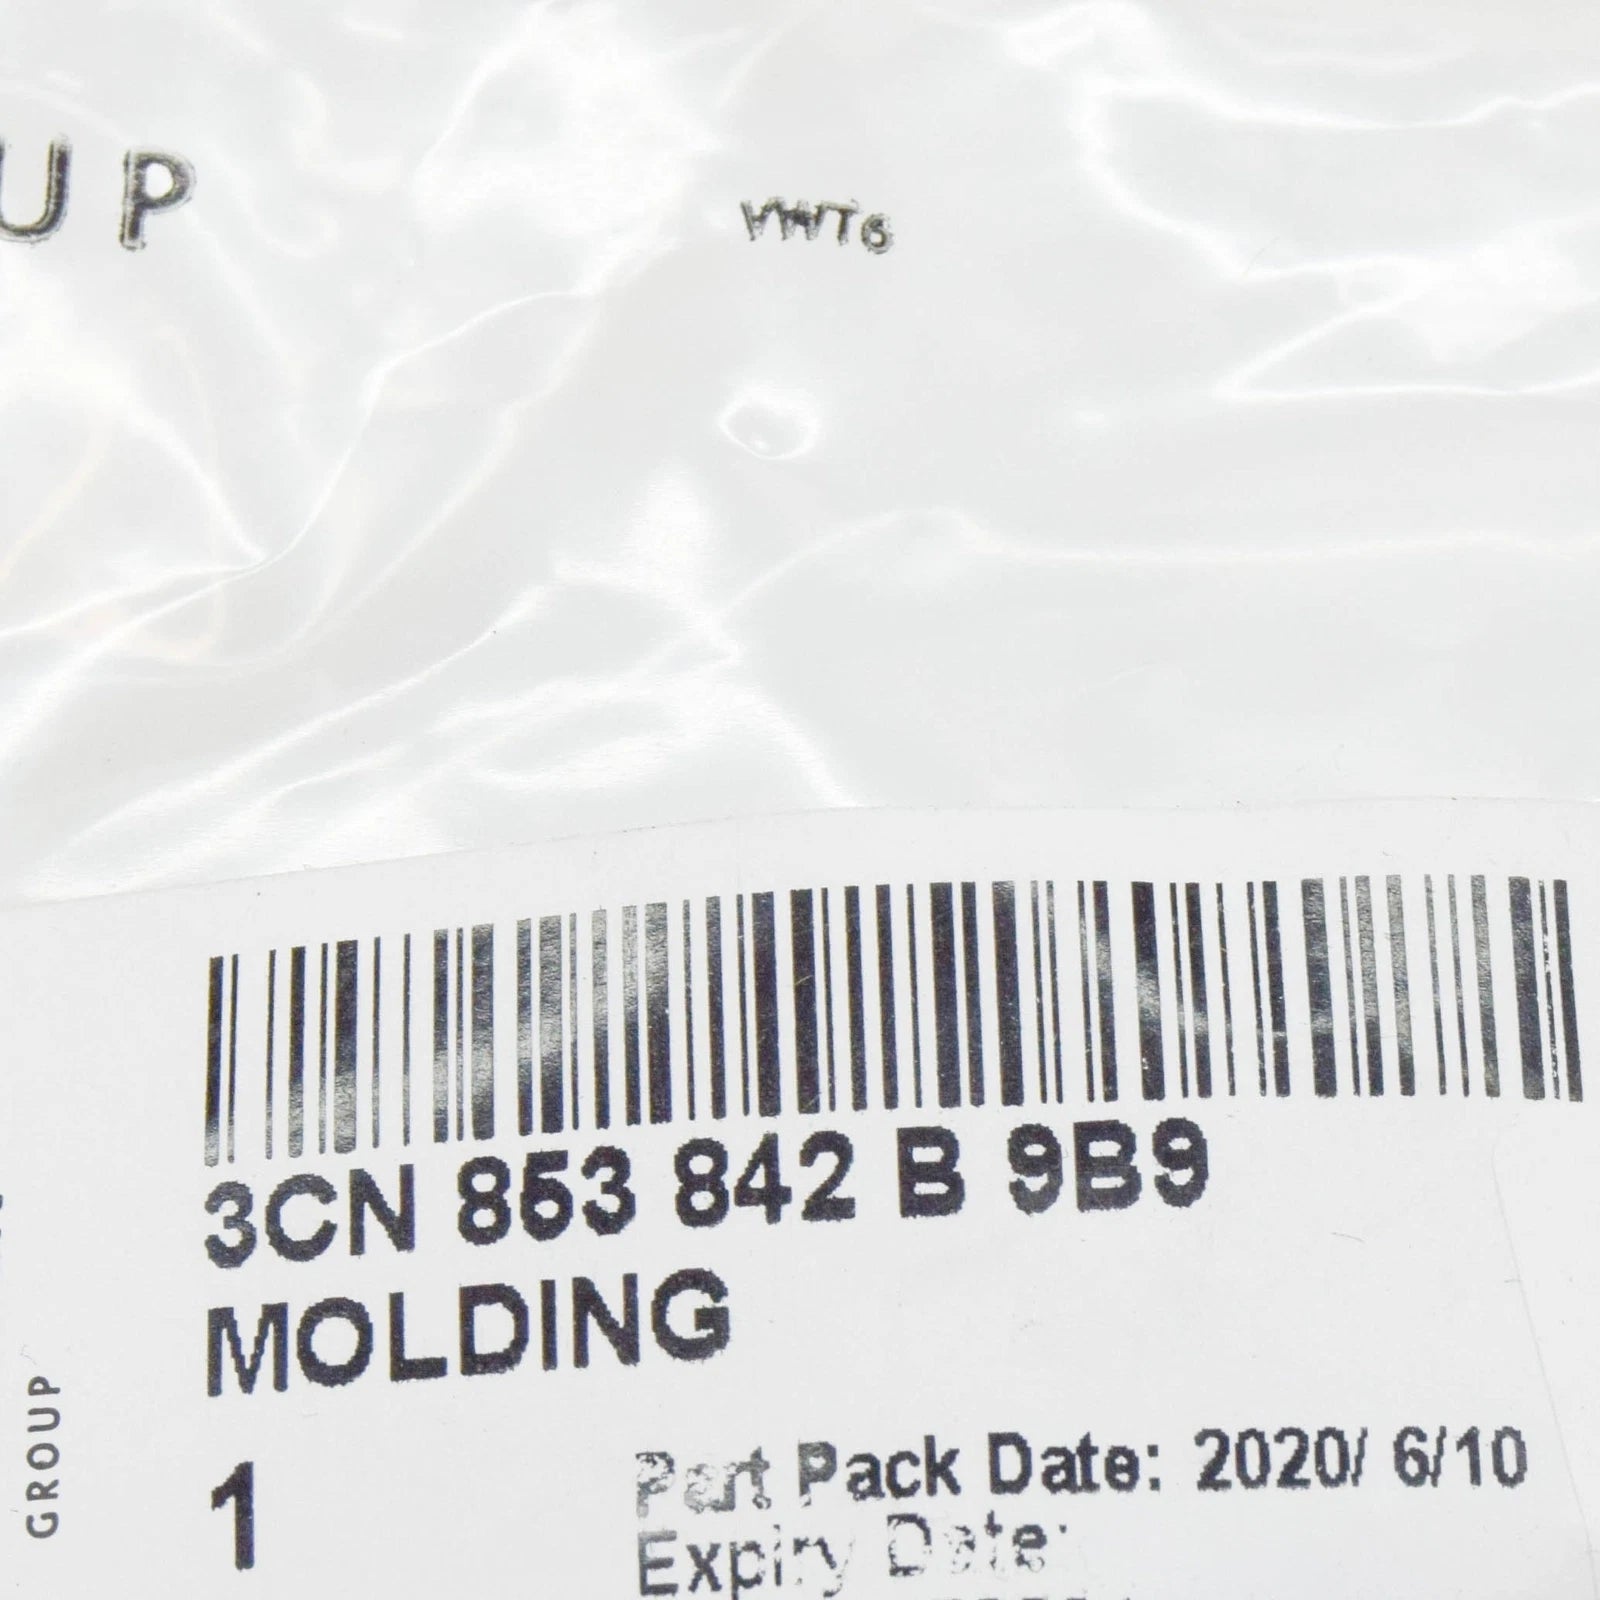 UP
VWT6
3CN 853 842 B 9B9
MOLDING
1
Part Pack Date: 2020/ 6/10
Expiry Date:
GROUP